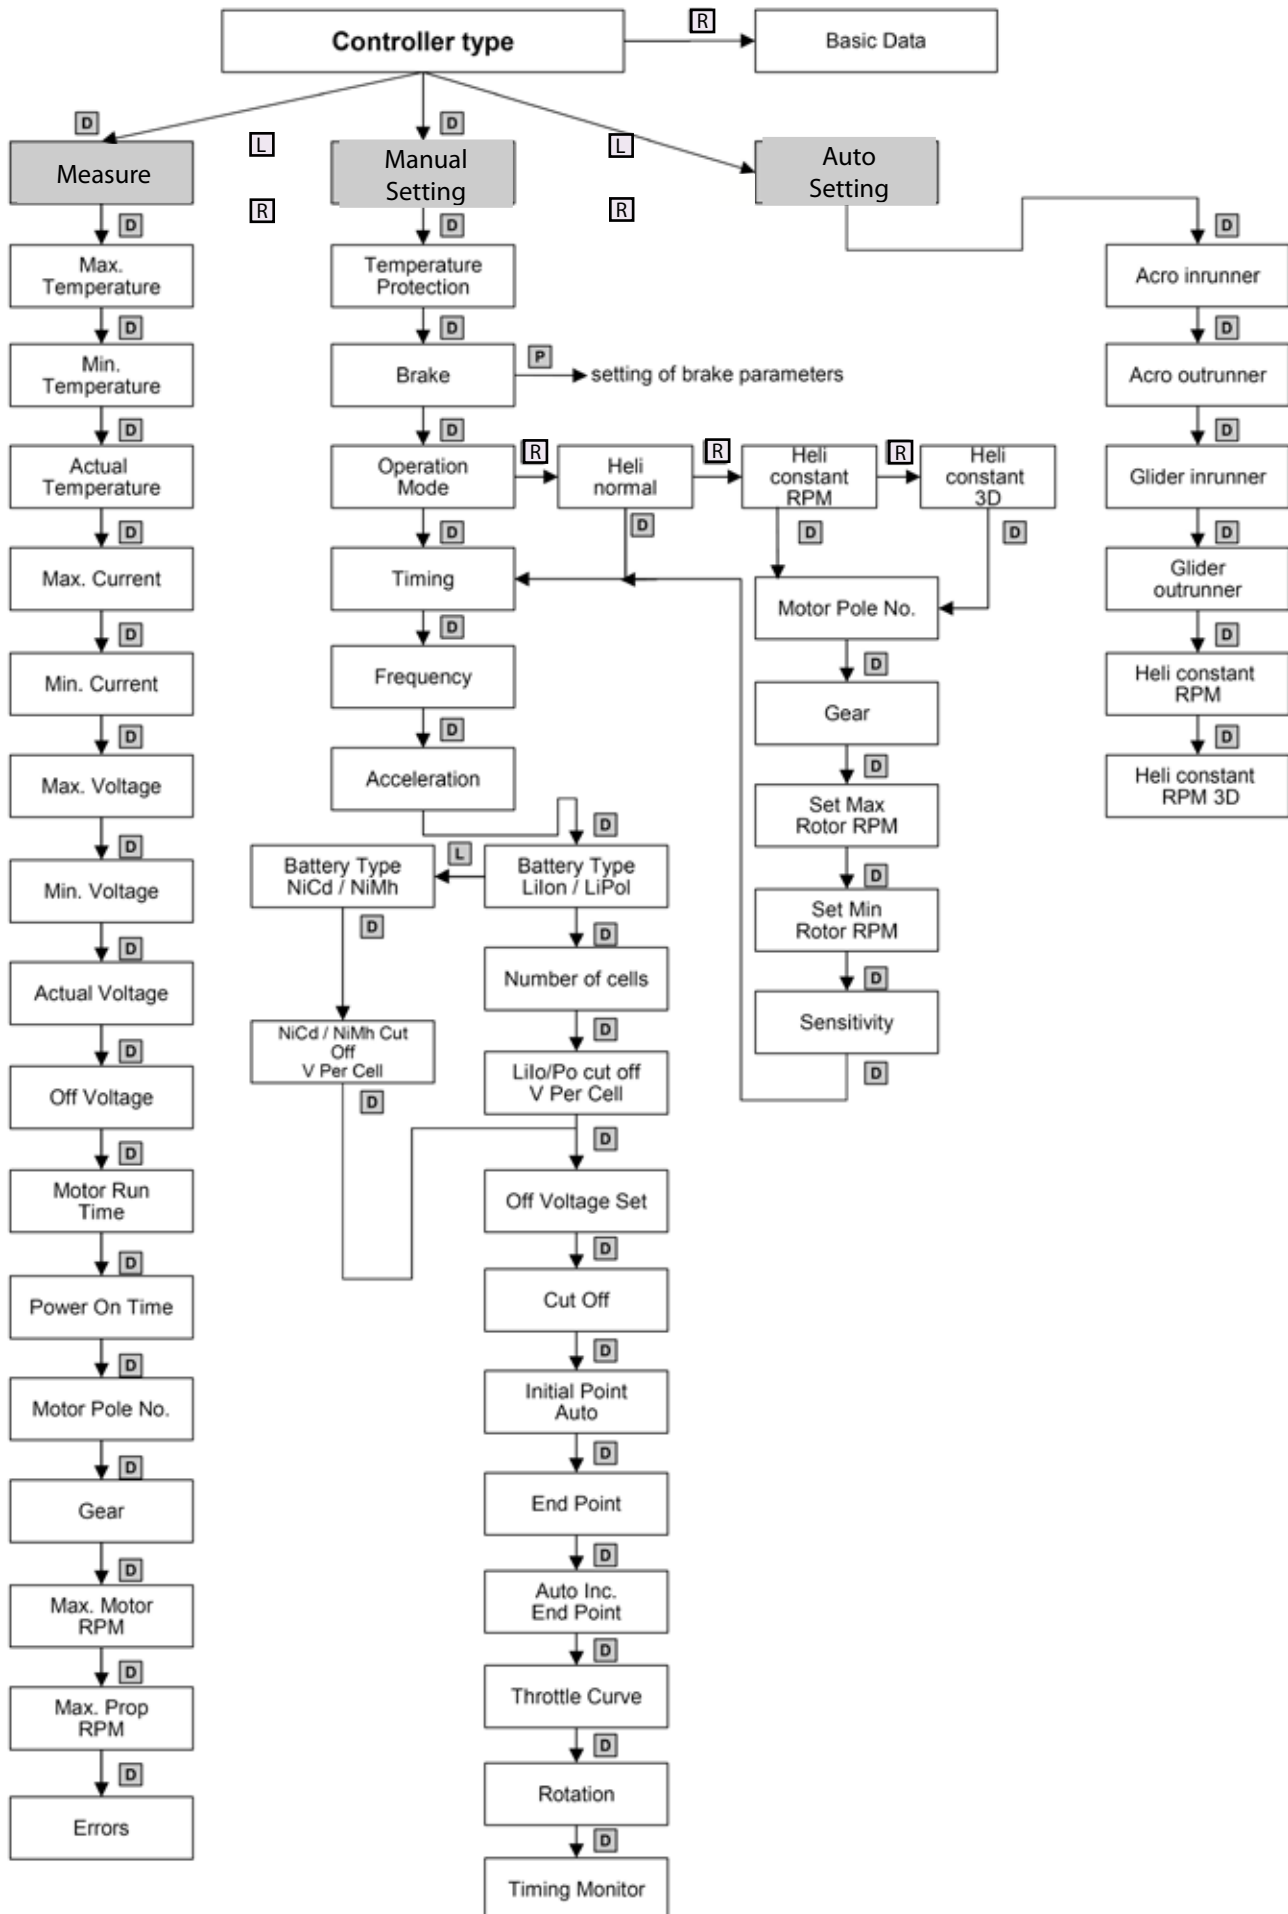 Controller type
R
Basic Data
D
L
D
L
Measure
Manual
Setting
Auto
Setting
R
R
D
Max.
Temperature
D
Min.
Temperature
D
Actual
Temperature
D
Max. Current
D
Min. Current
D
Max. Voltage
D
Min. Voltage
D
Actual Voltage
D
Off Voltage
D
Motor Run
Time
D
Power On Time
D
Motor Pole No.
D
Gear
D
Max. Motor
RPM
D
Max. Prop
RPM
D
Errors
D
Temperature
Protection
D
Brake
P
setting of brake parameters
D
Operation
Mode
R
Heli
normal
R
Heli
constant
RPM
R
Heli
constant
3D
D
D
D
D
Timing
D
Frequency
D
Acceleration
D
Battery Type
NiCd / NiMh
L
Battery Type
LiIon / LiPol
D
NiCd / NiMh Cut
Off
V Per Cell
D
D
Number of cells
D
LiIo/Po cut off
V Per Cell
D
Off Voltage Set
D
Cut Off
D
Initial Point
Auto
D
End Point
D
Auto Inc.
End Point
D
Throttle Curve
D
Rotation
D
Timing Monitor
Motor Pole No.
D
Gear
D
Set Max
Rotor RPM
D
Set Min
Rotor RPM
D
Sensitivity
D
D
Acro inrunner
D
Acro outrunner
D
Glider inrunner
D
Glider
outrunner
D
Heli constant
RPM
D
Heli constant
RPM 3D